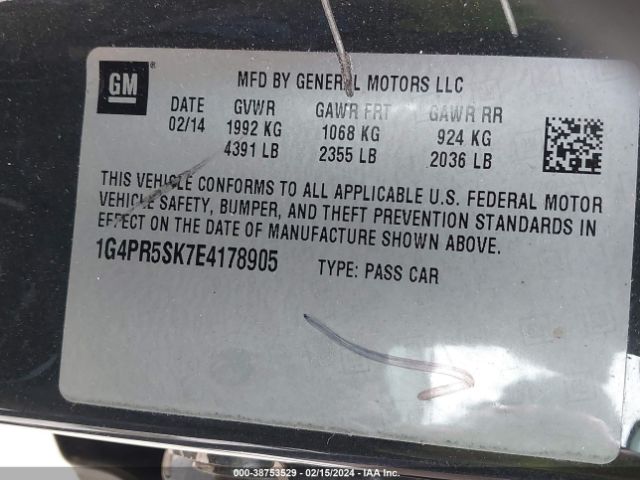 GM ®
MFD BY GENERAL MOTORS LLC
DATE GVWR GAWR FRT GAWR RR
02/14 1992 KG 1068 KG 924 KG
4391 LB 2355 LB 2036 LB
THIS VEHICLE CONFORMS TO ALL APPLICABLE U.S. FEDERAL MOTOR
VEHICLE SAFETY, BUMPER, AND THEFT PREVENTION STANDARDS IN
EFFECT ON THE DATE OF MANUFACTURE SHOWN ABOVE.
1G4PR5SK7E4178905 TYPE: PASS CAR
000-38753529 - 02/15/2024 - IAA Inc.